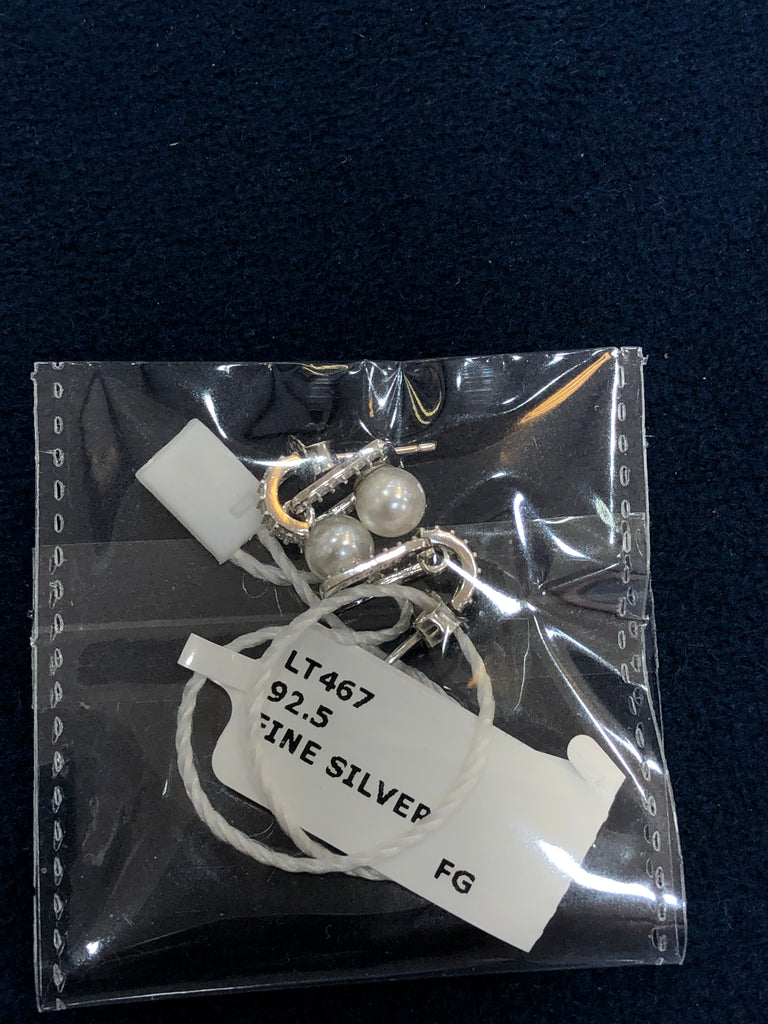 LT467
92.5
FINE SILVER
FG